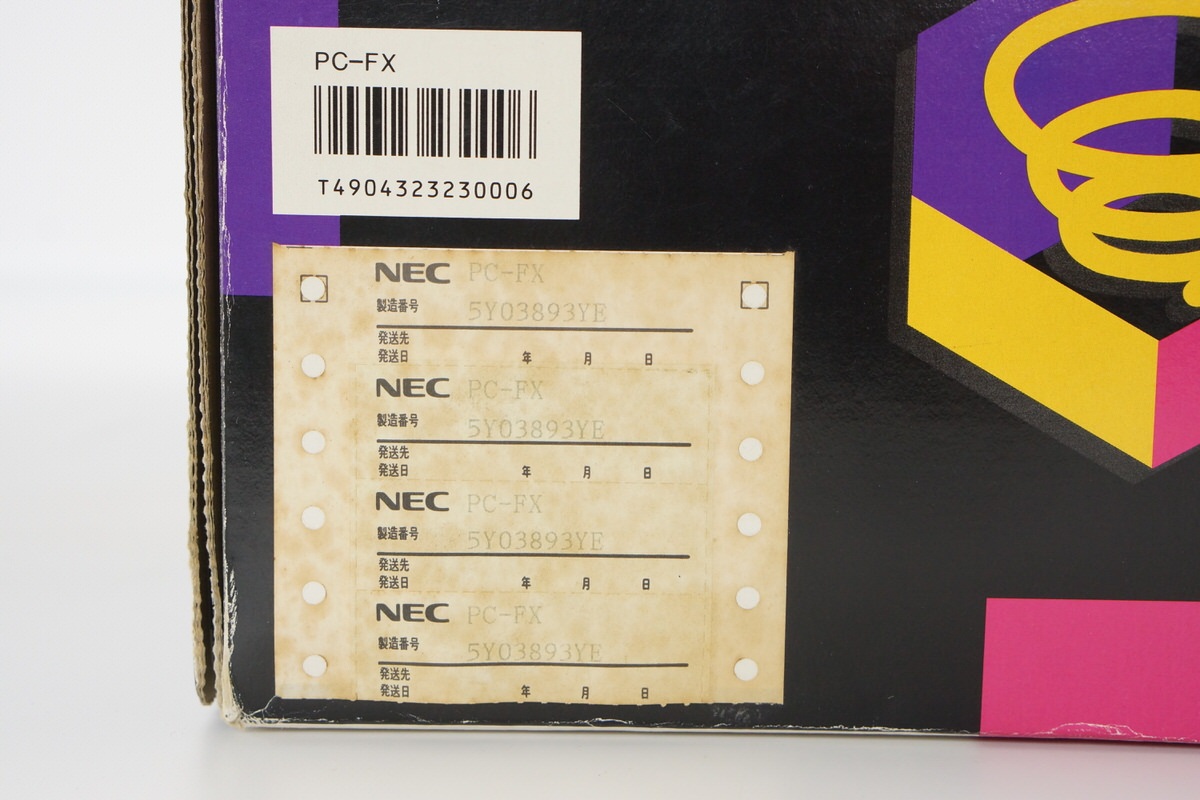 PC-FX
T4904323230006
NEC PC-FX
製造番号 5Y03893YE
発送先
発送日 年 月 日
NEC PC-FX
製造番号 5Y03893YE
発送先
発送日 年 月 日
NEC PC-FX
製造番号 5Y03893YE
発送先
発送日 年 月 日
NEC PC-FX
製造番号 5Y03893YE
発送先
発送日 年 月 日